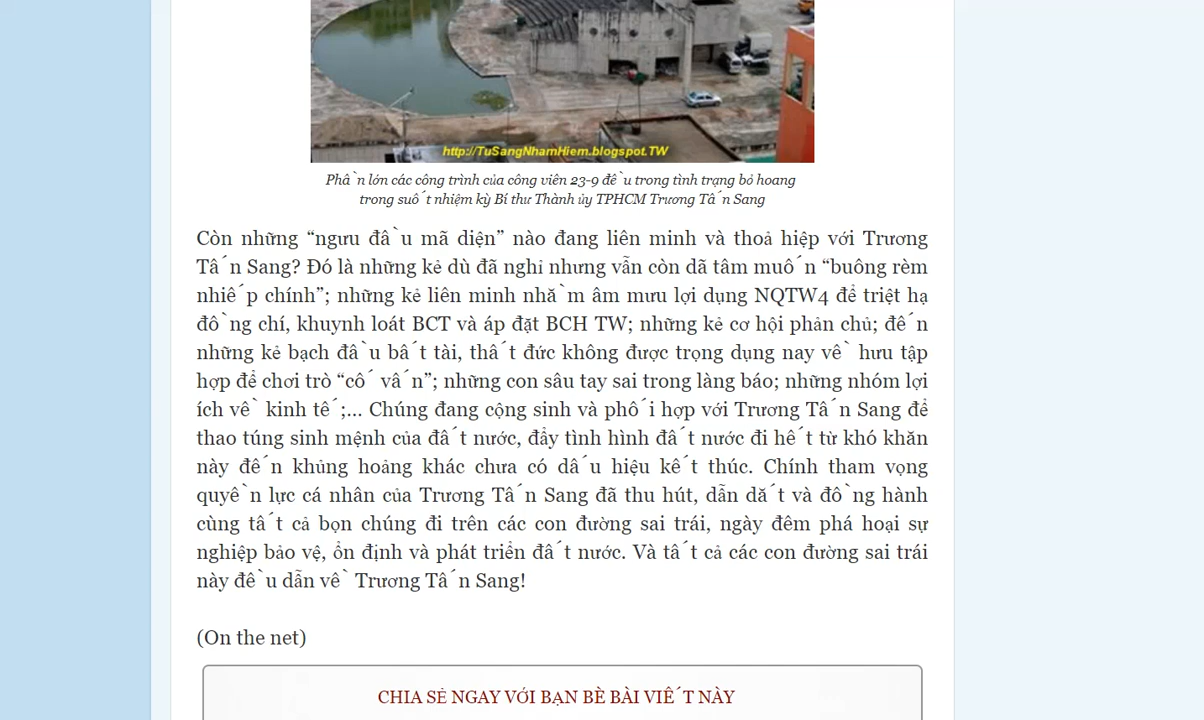 http://TuSangNhamHiem.blogspot.TW
Phần lớn các công trình của công viên 23-9 đều trong tình trạng bỏ hoang
trong suốt nhiệm kỳ Bí thư Thành ủy TPHCM Trương Tấn Sang
Còn những “ngưu đầu mã diện” nào đang liên minh và thoả hiệp với Trương
Tấn Sang? Đó là những kẻ dù đã nghỉ nhưng vẫn còn dã tâm muốn “buông rèm
nhiếp chính”; những kẻ liên minh nhằm âm mưu lợi dụng NQTW4 để triệt hạ
đồng chí, khuynh loát BCT và áp đặt BCH TW; những kẻ cơ hội phản chủ; đến
những kẻ bạch đầu bất tài, thất đức không được trọng dụng nay về hưu tập
hợp để chơi trò “cố vấn”; những con sâu tay sai trong làng báo; những nhóm lợi
ích về kinh tế;... Chúng đang cộng sinh và phối hợp với Trương Tấn Sang để
thao túng sinh mệnh của đất nước, đẩy tình hình đất nước đi hết từ khó khăn
này đến khủng hoảng khác chưa có dấu hiệu kết thúc. Chính tham vọng
quyền lực cá nhân của Trương Tấn Sang đã thu hút, dẫn dắt và đồng hành
cùng tất cả bọn chúng đi trên các con đường sai trái, ngày đêm phá hoại sự
nghiệp bảo vệ, ổn định và phát triển đất nước. Và tất cả các con đường sai trái
này đều dẫn về Trương Tấn Sang!
(On the net)
CHIA SẺ NGAY VỚI BẠN BÈ BÀI VIẾT NÀY